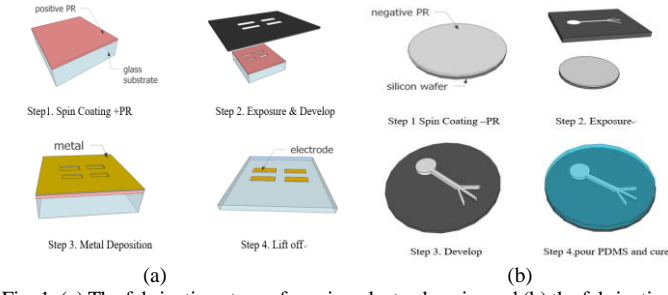 positive PR
glass
substrate
Step1. Spin Coating +PR
Step 2. Exposure & Develop
metal
electrode
Step 3. Metal Deposition
Step 4. Lift off
(a)
negative PR
silicon wafer
Step 1 Spin Coating –PR
Step 2. Exposure
Step 3. Develop
Step 4.pour PDMS and cure
(b)